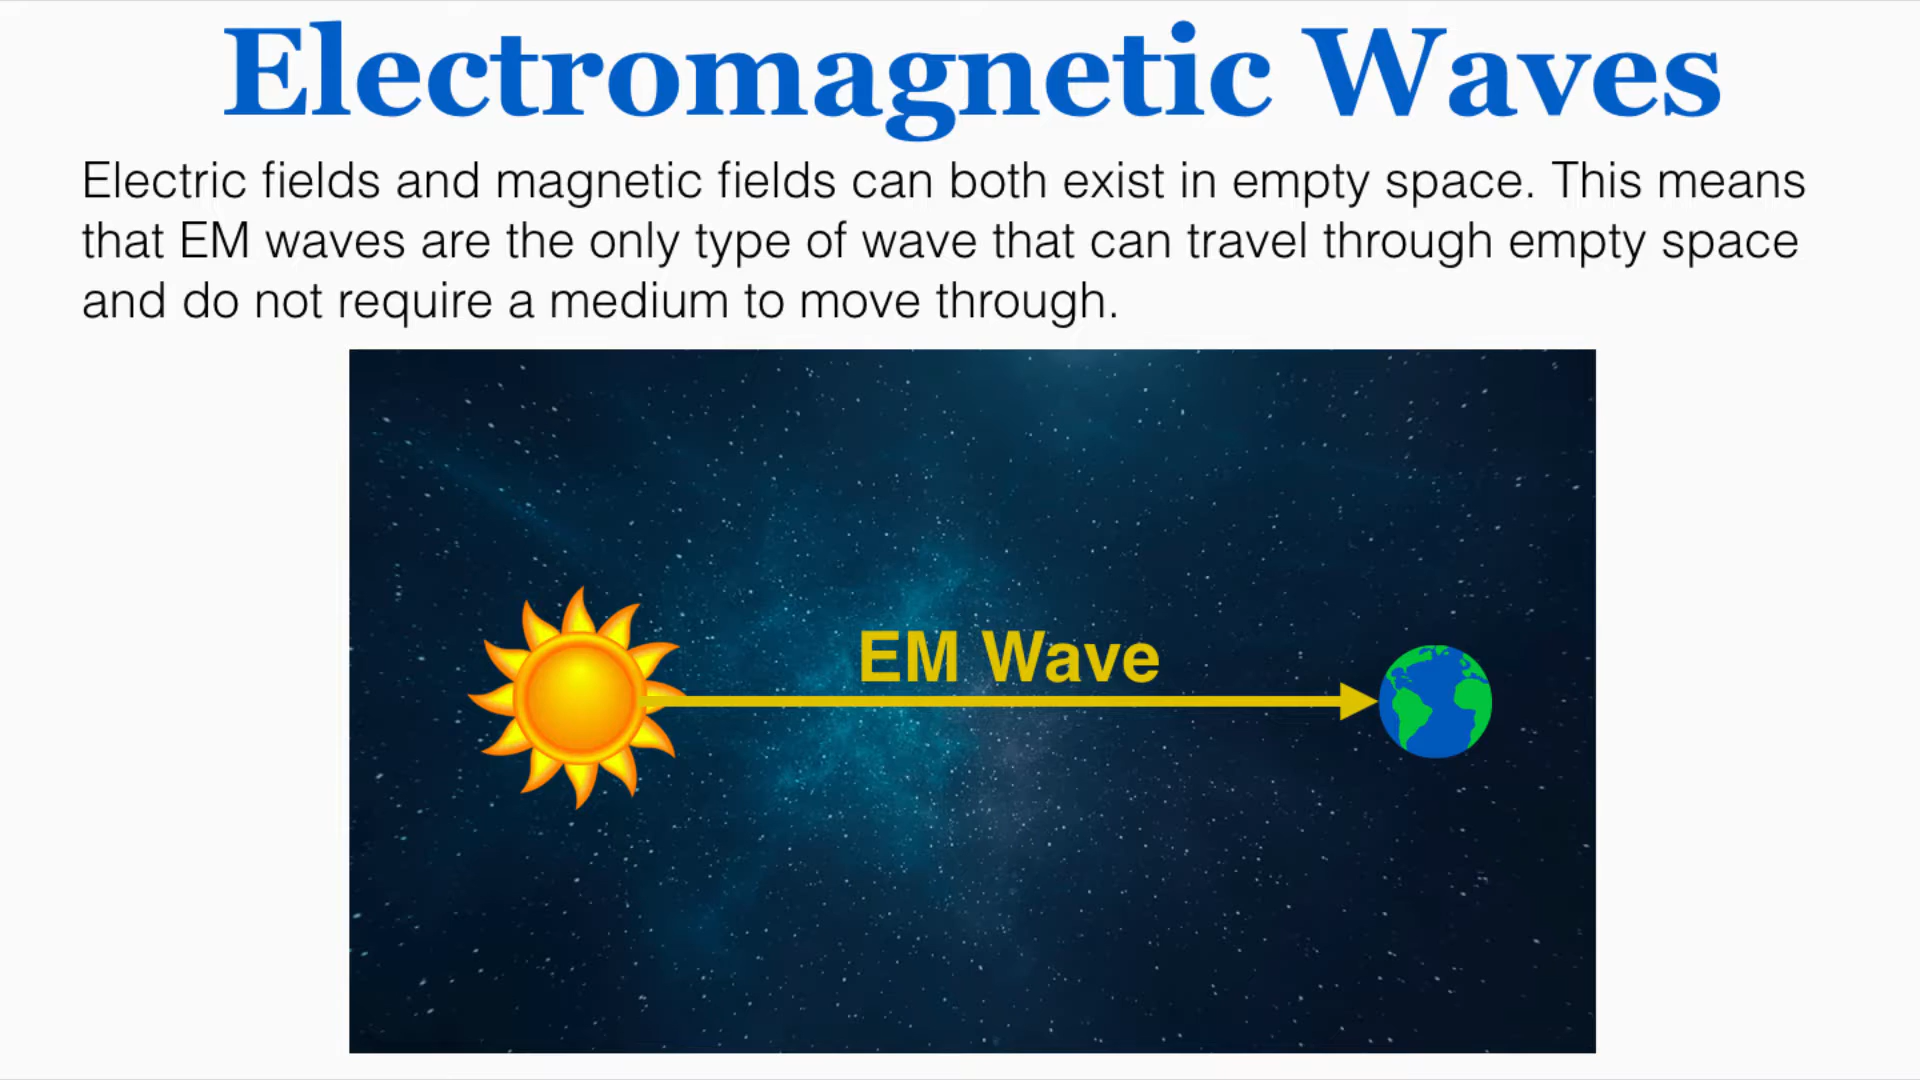 Electromagnetic Waves
Electric fields and magnetic fields can both exist in empty space. This means
that EM waves are the only type of wave that can travel through empty space
and do not require a medium to move through.
EM Wave